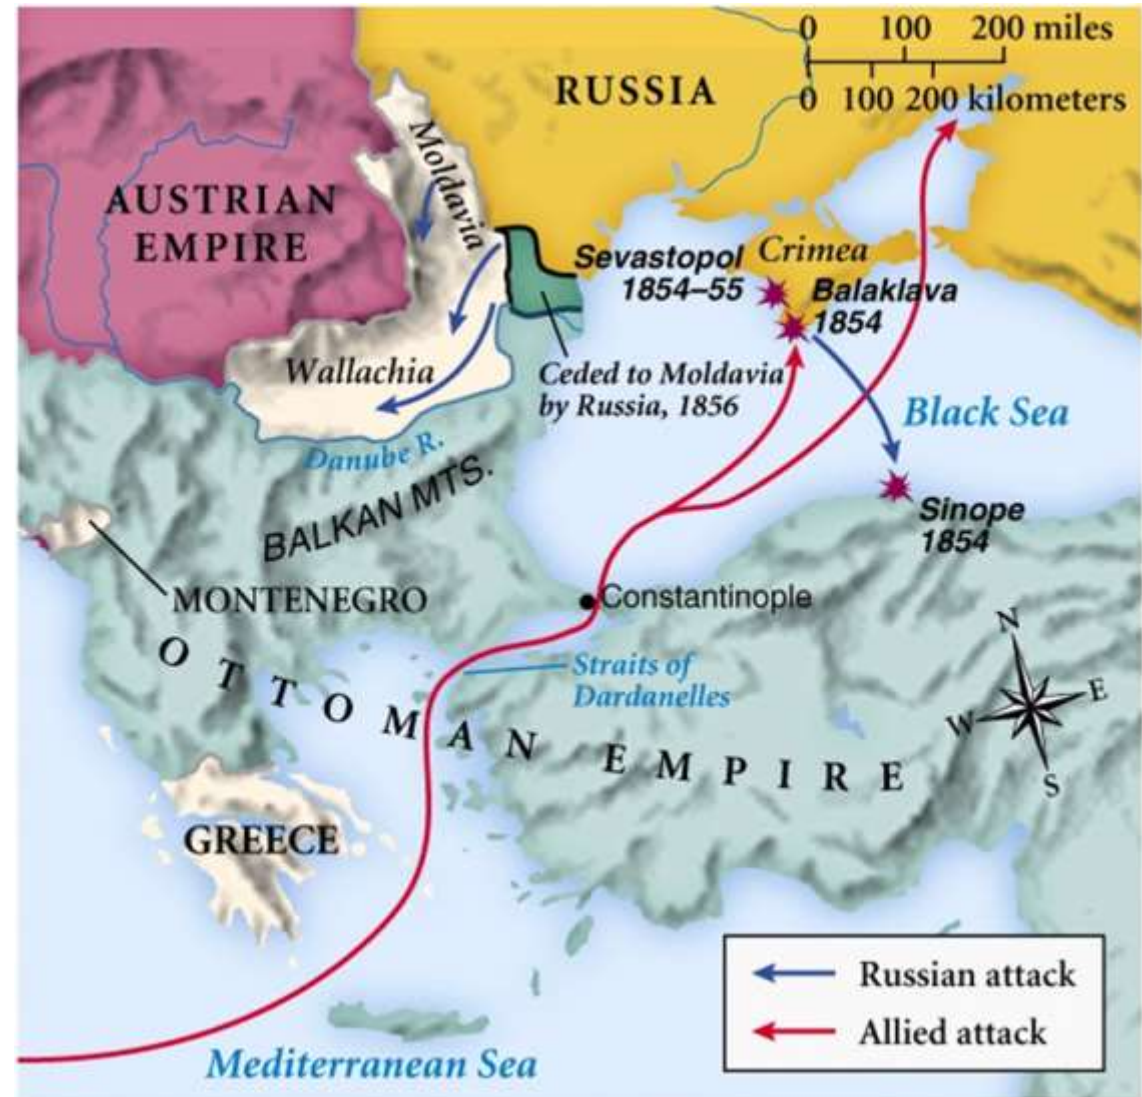 0 100 200 miles
0 100 200 kilometers
RUSSIA
Moldavia
AUSTRIAN
EMPIRE
Sevastopol
1854–55
Crimea
Balaklava
1854
Wallachia
Ceded to Moldavia
by Russia, 1856
Black Sea
Danube R.
BALKAN MTS.
Sinope
1854
MONTENEGRO
Constantinople
Straits of
Dardanelles
OTTOMAN EMPIRE
N
E
W
S
GREECE
Russian attack
Allied attack
Mediterranean Sea